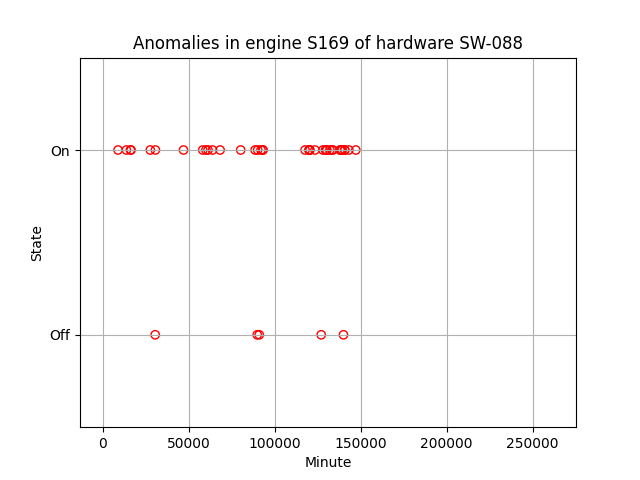 Anomalies in engine S169 of hardware SW-088
On
State
Off
0 50000 100000 150000 200000 250000
Minute